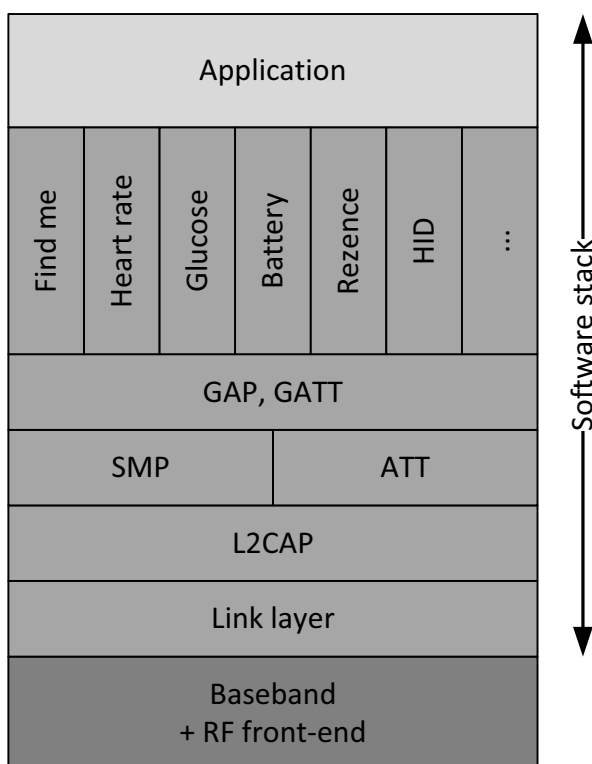 Application
Find me
Heart rate
Glucose
Battery
Rezence
HID
...
GAP, GATT
SMP
ATT
L2CAP
Link layer
Baseband
+ RF front-end
Software stack